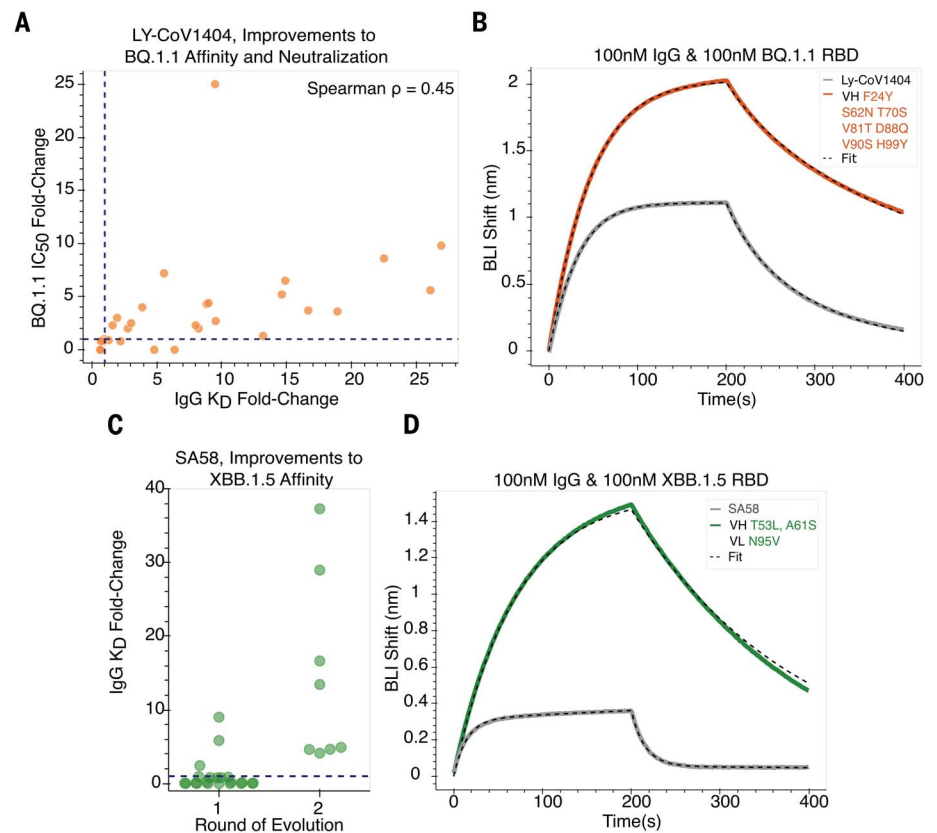 A
LY-CoV1404, Improvements to
BQ.1.1 Affinity and Neutralization
Spearman ρ = 0.45
BQ.1.1 IC50 Fold-Change
25
20
15
10
5
0
0 5 10 15 20 25
IgG KD Fold-Change
B
100nM IgG & 100nM BQ.1.1 RBD
Ly-CoV1404
VH F24Y
S62N T70S
V81T D88Q
V90S H99Y
Fit
BLI Shift (nm)
2
1.5
1
0.5
0
0 100 200 300 400
Time(s)
C
SA58, Improvements to
XBB.1.5 Affinity
IgG KD Fold-Change
40
30
20
10
0
1 2
Round of Evolution
D
100nM IgG & 100nM XBB.1.5 RBD
SA58
VH T53L, A61S
VL N95V
Fit
BLI Shift (nm)
1.4
1.2
1
0.8
0.6
0.4
0.2
0
0 100 200 300 400
Time(s)